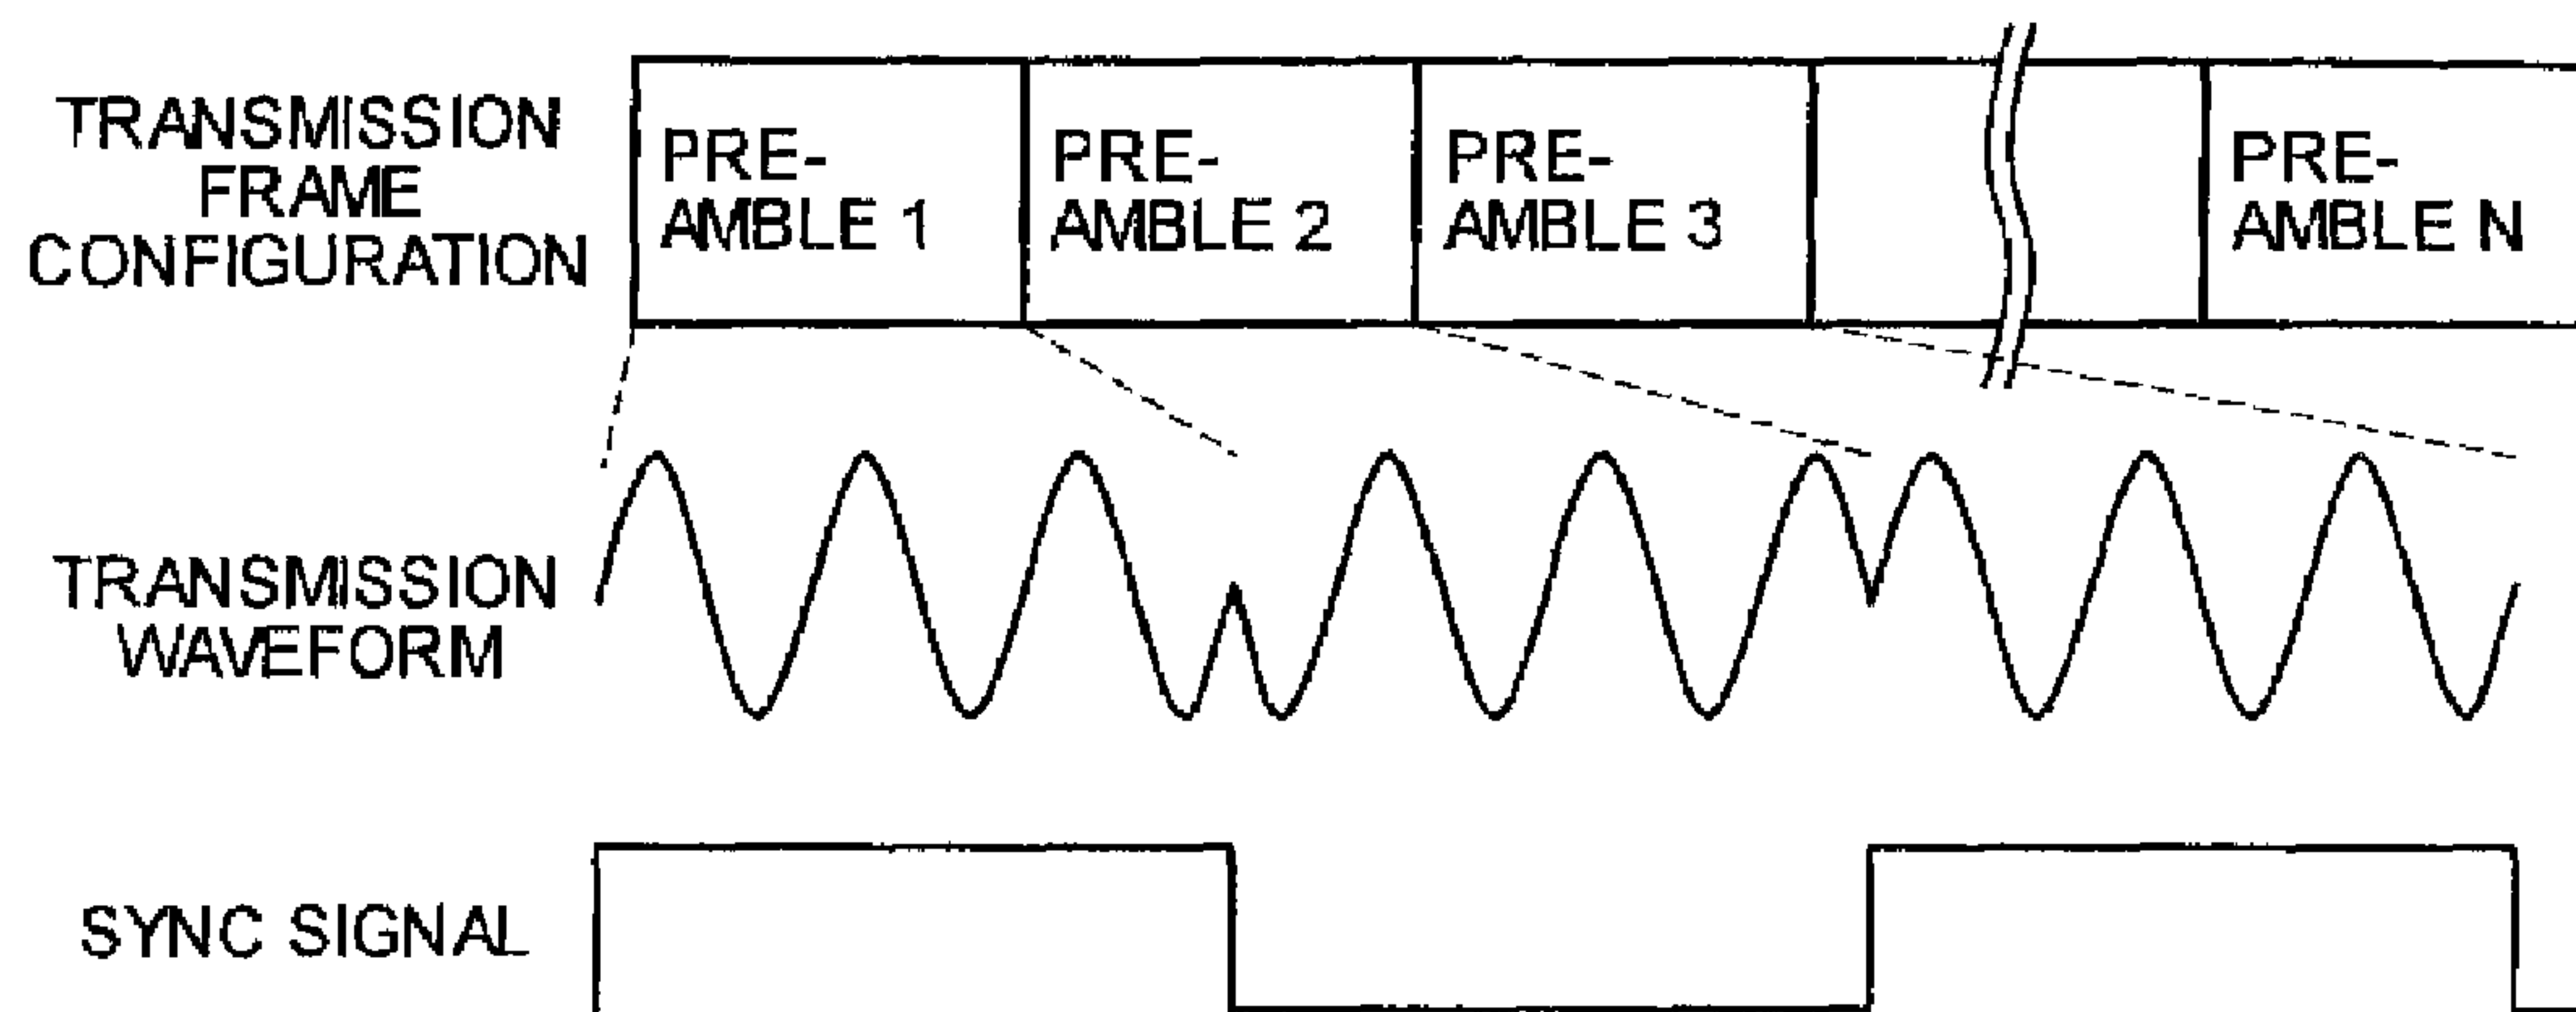 TRANSMISSION
FRAME
CONFIGURATION
PRE-
AMBLE 1
PRE-
AMBLE 2
PRE-
AMBLE 3
PRE-
AMBLE N
TRANSMISSION
WAVEFORM
SYNC SIGNAL